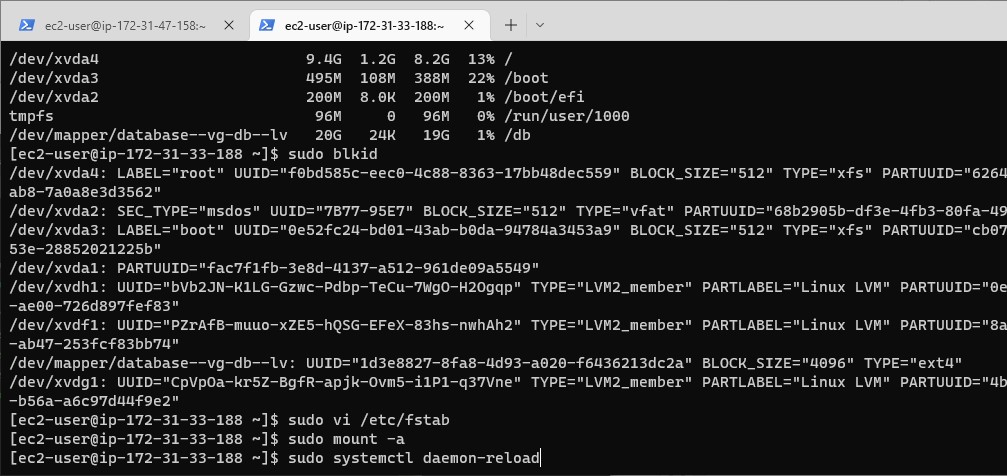 ec2-user@ip-172-31-47-158:~
ec2-user@ip-172-31-33-188:~
/dev/xvda4 9.4G 1.2G 8.2G 13% /
/dev/xvda3 495M 108M 388M 22% /boot
/dev/xvda2 200M 8.0K 200M 1% /boot/efi
tmpfs 96M 0 96M 0% /run/user/1000
/dev/mapper/database--vg-db--lv 20G 24K 19G 1% /db
[ec2-user@ip-172-31-33-188 ~]$ sudo blkid
/dev/xvda4: LABEL="root" UUID="f0bd585c-eec0-4c88-8363-17bb48dec559" BLOCK_SIZE="512" TYPE="xfs" PARTUUID="6264
ab8-7a0a8e3d3562"
/dev/xvda2: SEC_TYPE="msdos" UUID="7B77-95E7" BLOCK_SIZE="512" TYPE="vfat" PARTUUID="68b2905b-df3e-4fb3-80fa-49
/dev/xvda3: LABEL="boot" UUID="0e52fc24-bd01-43ab-b0da-94784a3453a9" BLOCK_SIZE="512" TYPE="xfs" PARTUUID="cb07
53e-28852021225b"
/dev/xvda1: PARTUUID="fac7f1fb-3e8d-4137-a512-961de09a5549"
/dev/xvdh1: UUID="bVb2JN-K1LG-Gzwc-Pdbp-TeCu-7WgO-H2Ogqp" TYPE="LVM2_member" PARTLABEL="Linux LVM" PARTUUID="0e
-ae00-726d897fef83"
/dev/xvdf1: UUID="PZrAfB-muuo-xZE5-hQSG-EFeX-83hs-nwhAh2" TYPE="LVM2_member" PARTLABEL="Linux LVM" PARTUUID="8a
-ab47-253fcf83bb74"
/dev/mapper/database--vg-db--lv: UUID="1d3e8827-8fa8-4d93-a020-f6436213dc2a" BLOCK_SIZE="4096" TYPE="ext4"
/dev/xvdg1: UUID="CpVpOa-kr5Z-BgfR-apjk-Ovm5-i1P1-q37Vne" TYPE="LVM2_member" PARTLABEL="Linux LVM" PARTUUID="4b
-b56a-a6c97d44f9e2"
[ec2-user@ip-172-31-33-188 ~]$ sudo vi /etc/fstab
[ec2-user@ip-172-31-33-188 ~]$ sudo mount -a
[ec2-user@ip-172-31-33-188 ~]$ sudo systemctl daemon-reload